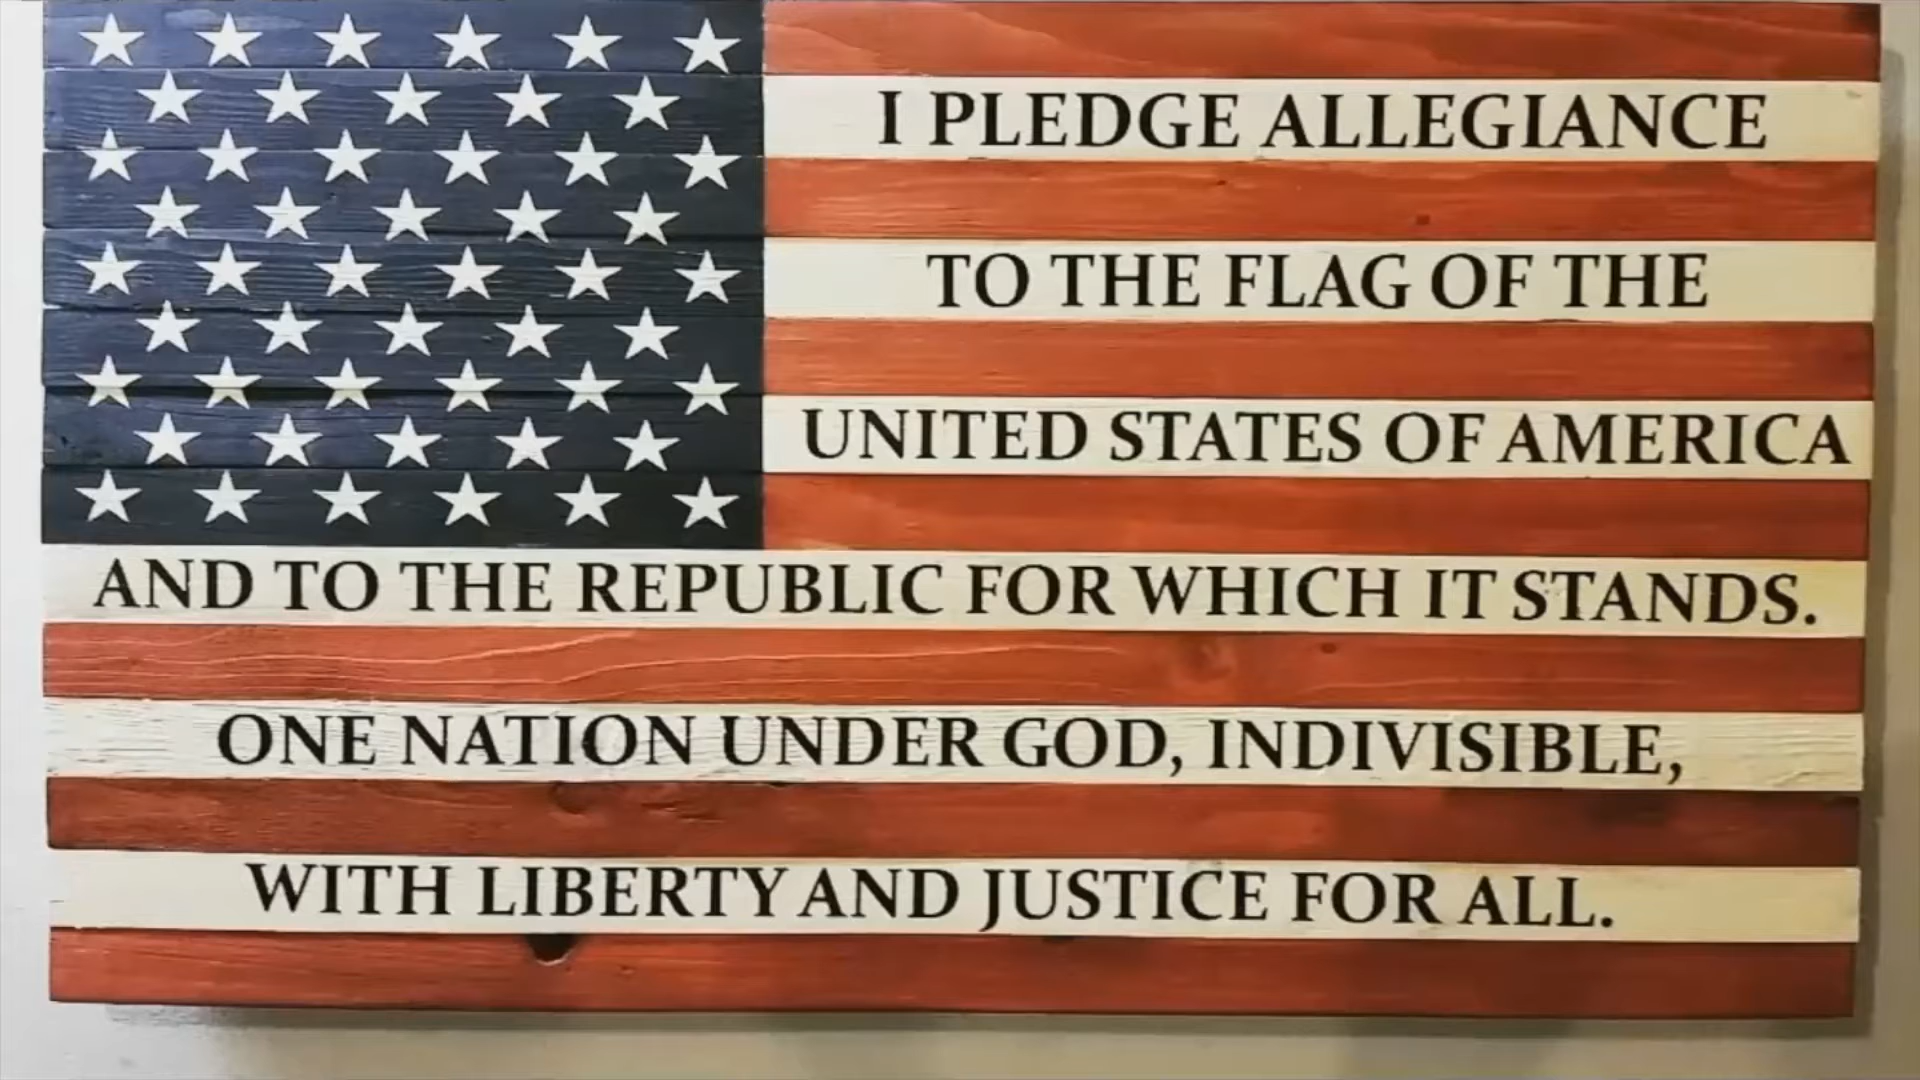 I PLEDGE ALLEGIANCE
TO THE FLAG OF THE
UNITED STATES OF AMERICA
AND TO THE REPUBLIC FOR WHICH IT STANDS.
ONE NATION UNDER GOD, INDIVISIBLE,
WITH LIBERTY AND JUSTICE FOR ALL.